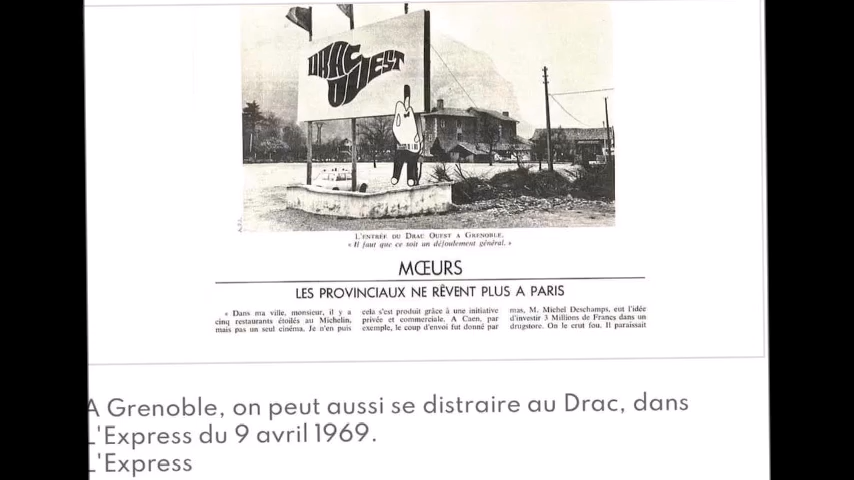 DRAC
OUEST
L'ENTRÉE DU DRAC OUEST A GRENOBLE.
« Il faut que ce soit un défoulement général. »
MŒURS
LES PROVINCIAUX NE RÊVENT PLUS A PARIS
« Dans ma ville, monsieur, il y a
cinq restaurants étoilés au Michelin,
mais pas un seul cinéma. Je n'en puis
cela s'est produit grâce à une initiative
privée et commerciale. A Caen, par
exemple, le coup d'envoi fut donné par
mas, M. Michel Deschamps, eut l'idée
d'investir 3 Millions de Francs dans un
drugstore. On le crut fou. Il paraissait
A Grenoble, on peut aussi se distraire au Drac, dans
L'Express du 9 avril 1969.
L'Express